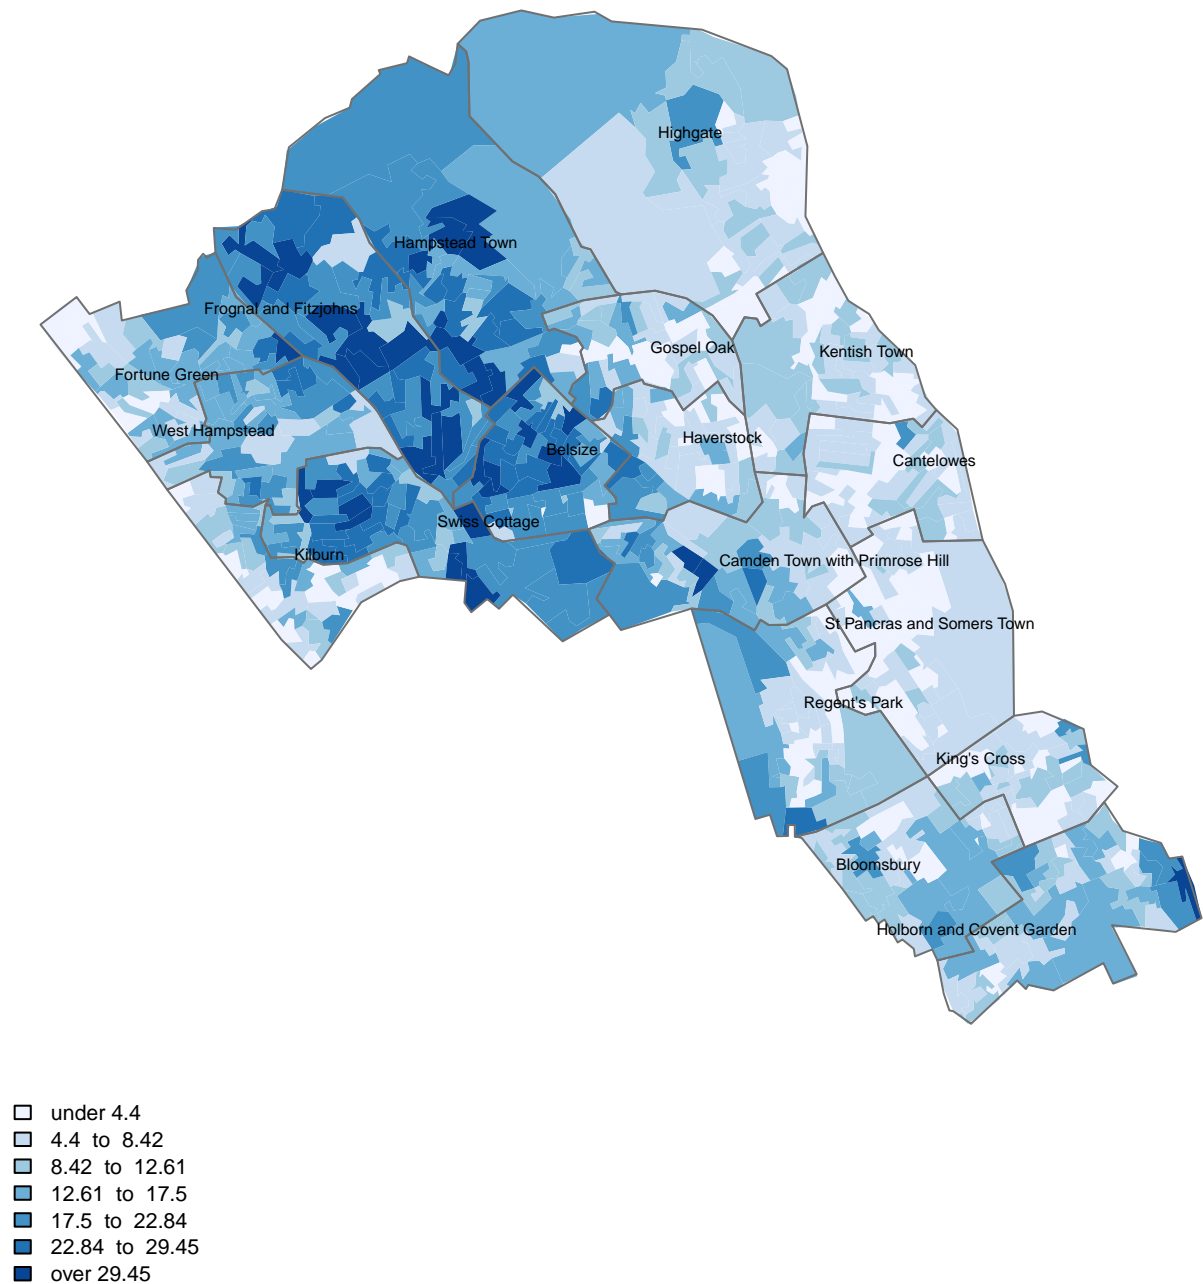 Highgate
Hampstead Town
Frognal and Fitzjohns
Gospel Oak
Kentish Town
Fortune Green
West Hampstead
Haverstock
Belsize
Cantelowes
Swiss Cottage
Kilburn
Camden Town with Primrose Hill
St Pancras and Somers Town
Regent's Park
King's Cross
Bloomsbury
Holborn and Covent Garden
under 4.4
4.4 to 8.42
8.42 to 12.61
12.61 to 17.5
17.5 to 22.84
22.84 to 29.45
over 29.45